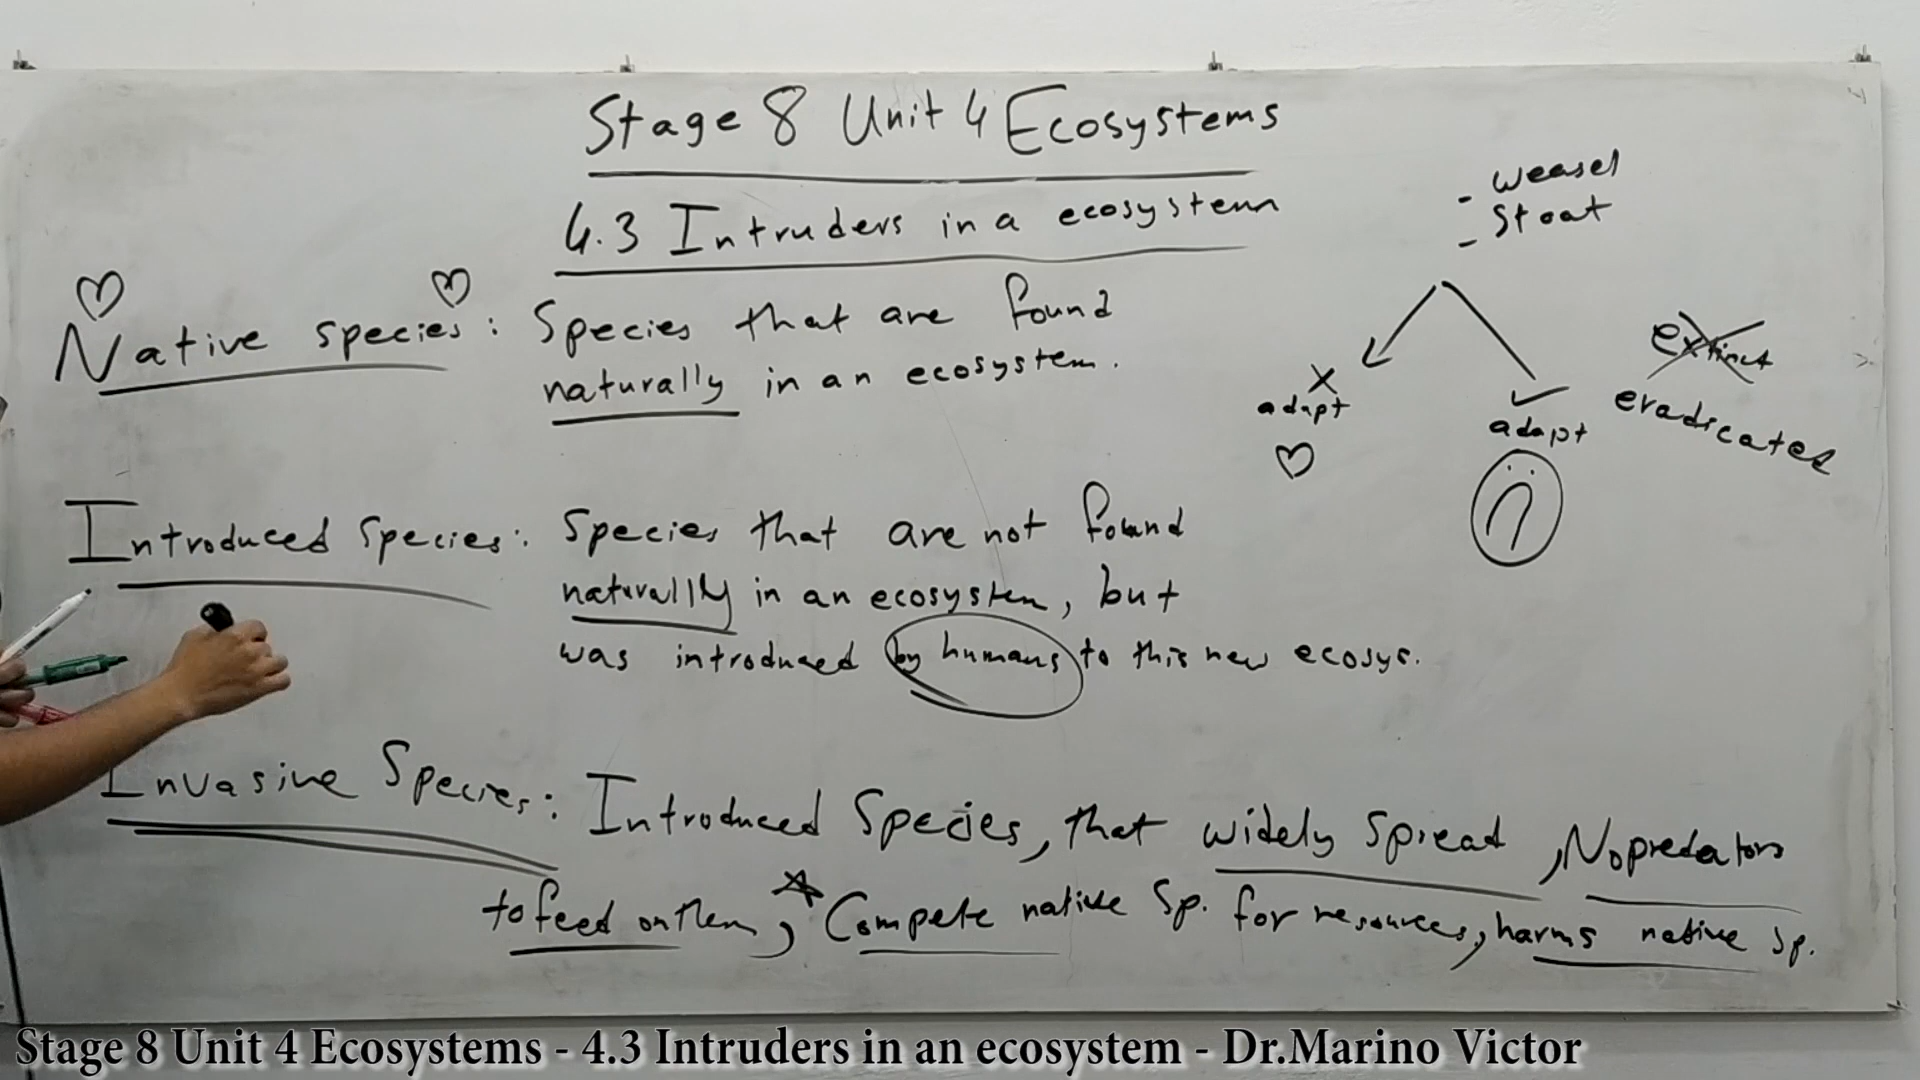 Stage 8 Unit 4 Ecosystems
4.3 Intruders in a ecosystem
- weasel
- Stoat
Native species: Species that are found
naturally in an ecosystem.
adapt
adapt
extinct
eradicated
Introduced Species: Species that are not found
naturally in an ecosystem, but
was introduced by humans to this new ecosys.
Invasive Species: Introduced Species, that widely Spread, No predators
to feed on them, Compete native Sp. for resources, harms native sp.
Stage 8 Unit 4 Ecosystems - 4.3 Intruders in an ecosystem - Dr.Marino Victor